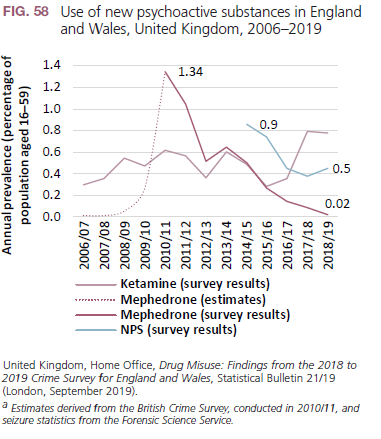 FIG. 58 Use of new psychoactive substances in England
and Wales, United Kingdom, 2006–2019
Annual prevalence (percentage of
population aged 16–59)
1.4
1.2
1.0
0.8
0.6
0.4
0.2
0.0
1.34
0.9
0.5
0.02
2006/07
2007/08
2008/09
2009/10
2010/11
2011/12
2012/13
2013/14
2014/15
2015/16
2016/17
2017/18
2018/19
Ketamine (survey results)
Mephedrone (estimates)
Mephedrone (survey results)
NPS (survey results)
United Kingdom, Home Office, Drug Misuse: Findings from the 2018 to
2019 Crime Survey for England and Wales, Statistical Bulletin 21/19
(London, September 2019).
a Estimates derived from the British Crime Survey, conducted in 2010/11, and
seizure statistics from the Forensic Science Service.